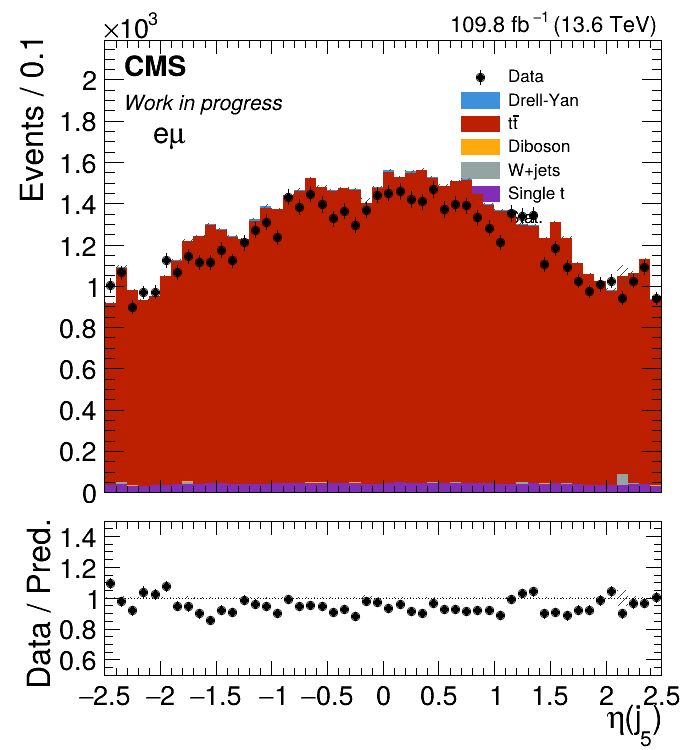 ×10³
109.8 fb⁻¹ (13.6 TeV)
Events / 0.1
CMS
Work in progress
eμ
Data
Drell-Yan
tt̄
Diboson
W+jets
Single t
2
1.8
1.6
1.4
1.2
1
0.8
0.6
0.4
0.2
0
Data / Pred.
1.4
1.2
1
0.8
0.6
−2.5 −2 −1.5 −1 −0.5 0 0.5 1 1.5 2 2.5
η(j₅)